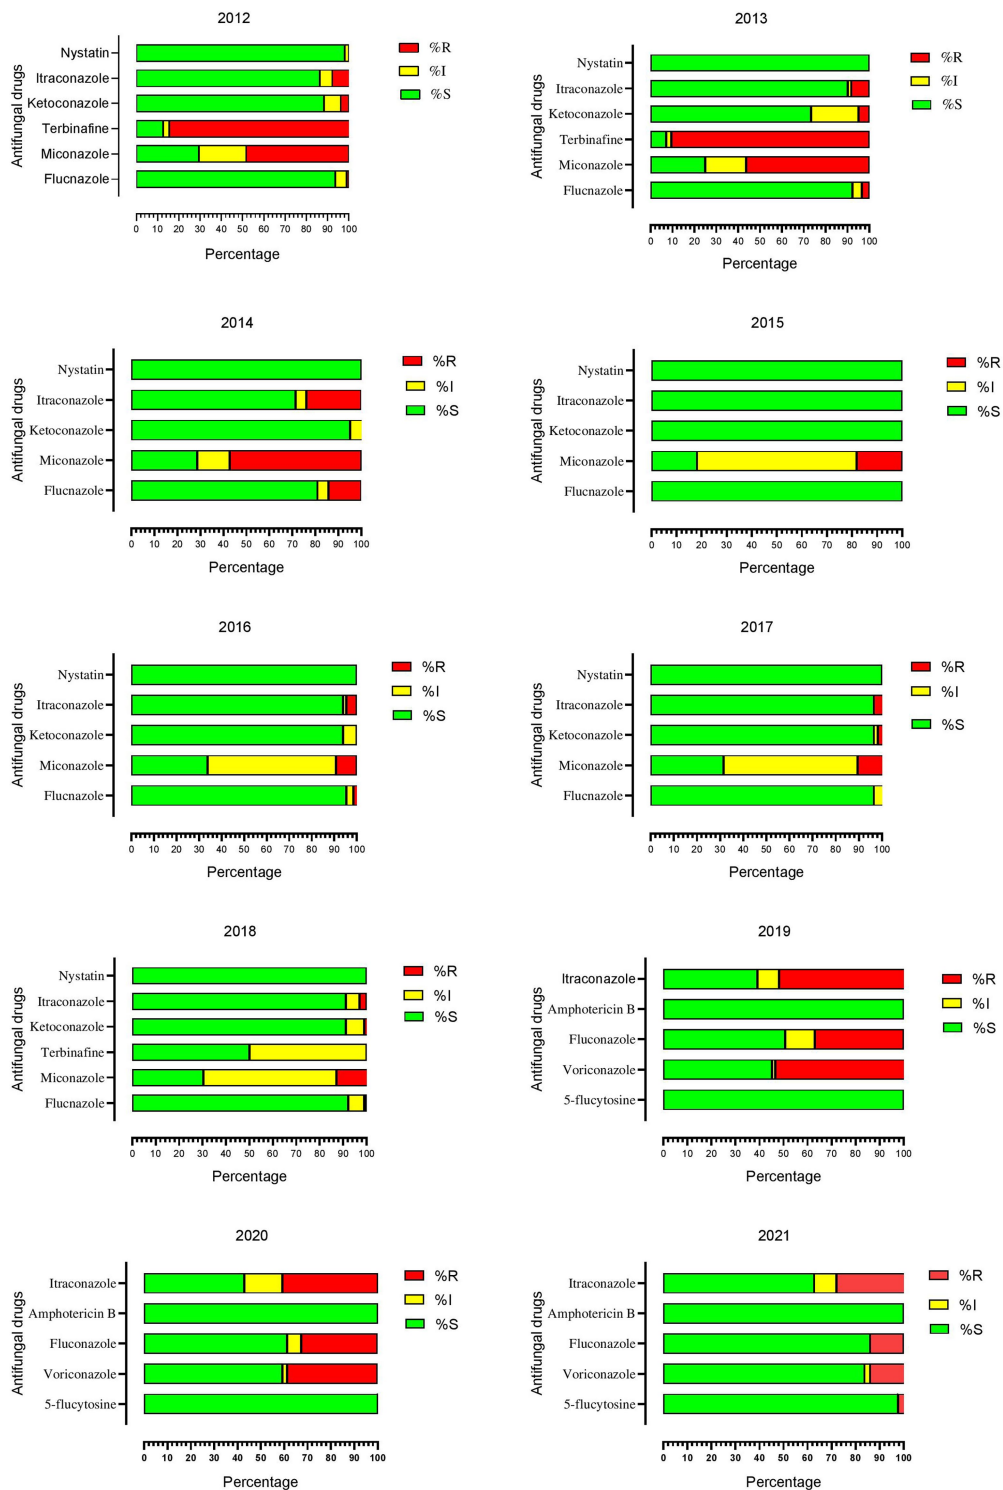 2012
Antifungal drugs
Nystatin
Itraconazole
Ketoconazole
Terbinafine
Miconazole
Flucnazole
%R
%I
%S
0 10 20 30 40 50 60 70 80 90 100
Percentage
2013
Antifungal drugs
Nystatin
Itraconazole
Ketoconazole
Terbinafine
Miconazole
Flucnazole
%R
%I
%S
0 10 20 30 40 50 60 70 80 90 100
Percentage
2014
Antifungal drugs
Nystatin
Itraconazole
Ketoconazole
Miconazole
Flucnazole
%R
%I
%S
0 10 20 30 40 50 60 70 80 90 100
Percentage
2015
Antifungal drugs
Nystatin
Itraconazole
Ketoconazole
Miconazole
Flucnazole
%R
%I
%S
0 10 20 30 40 50 60 70 80 90 100
Percentage
2016
Antifungal drugs
Nystatin
Itraconazole
Ketoconazole
Miconazole
Flucnazole
%R
%I
%S
0 10 20 30 40 50 60 70 80 90 100
Percentage
2017
Antifungal drugs
Nystatin
Itraconazole
Ketoconazole
Miconazole
Flucnazole
%R
%I
%S
0 10 20 30 40 50 60 70 80 90 100
Percentage
2018
Antifungal drugs
Nystatin
Itraconazole
Ketoconazole
Terbinafine
Miconazole
Flucnazole
%R
%I
%S
0 10 20 30 40 50 60 70 80 90 100
Percentage
2019
Antifungal drugs
Itraconazole
Amphotericin B
Fluconazole
Voriconazole
5-flucytosine
%R
%I
%S
0 10 20 30 40 50 60 70 80 90 100
Percentage
2020
Antifungal drugs
Itraconazole
Amphotericin B
Fluconazole
Voriconazole
5-flucytosine
%R
%I
%S
0 10 20 30 40 50 60 70 80 90 100
Percentage
2021
Antifungal drugs
Itraconazole
Amphotericin B
Fluconazole
Voriconazole
5-flucytosine
%R
%I
%S
0 10 20 30 40 50 60 70 80 90 100
Percentage